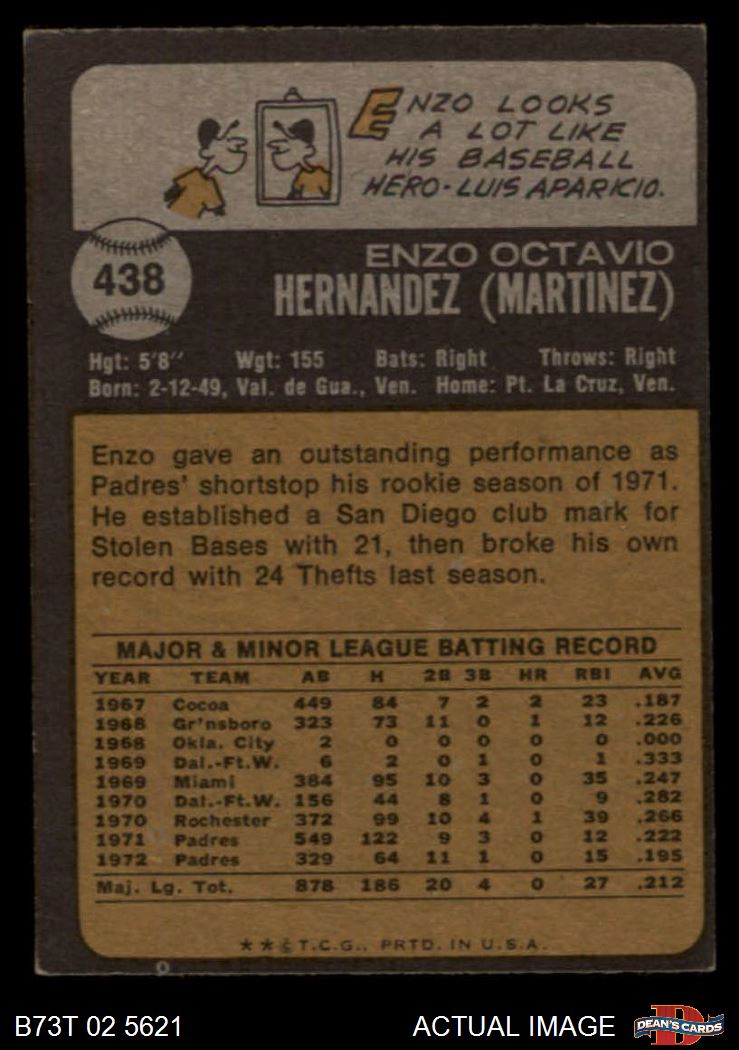 ENZO LOOKS
A LOT LIKE
HIS BASEBALL
HERO-LUIS APARICIO.
438
ENZO OCTAVIO
HERNANDEZ (MARTINEZ)
Hgt: 5'8" Wgt: 155 Bats: Right Throws: Right
Born: 2-12-49, Val. de Gua., Ven. Home: Pt. La Cruz, Ven.
Enzo gave an outstanding performance as
Padres' shortstop his rookie season of 1971.
He established a San Diego club mark for
Stolen Bases with 21, then broke his own
record with 24 Thefts last season.
MAJOR & MINOR LEAGUE BATTING RECORD
YEAR TEAM AB H 2B 3B HR RBI AVG
1967 Cocoa 449 84 7 2 2 23 .187
1968 Gr'nsboro 323 73 11 0 1 12 .226
1968 Okla. City 2 0 0 0 0 0 .000
1969 Dal.-Ft.W. 6 2 0 1 0 1 .333
1969 Miami 384 95 10 3 0 35 .247
1970 Dal.-Ft.W. 156 44 8 1 0 9 .282
1970 Rochester 372 99 10 4 1 39 .266
1971 Padres 549 122 9 3 0 12 .222
1972 Padres 329 64 11 1 0 15 .195
Maj. Lg. Tot. 878 186 20 4 0 27 .212
**© T.C.G., PRTD. IN U.S.A.
B73T 02 5621 ACTUAL IMAGE
D
DEAN'S CARDS